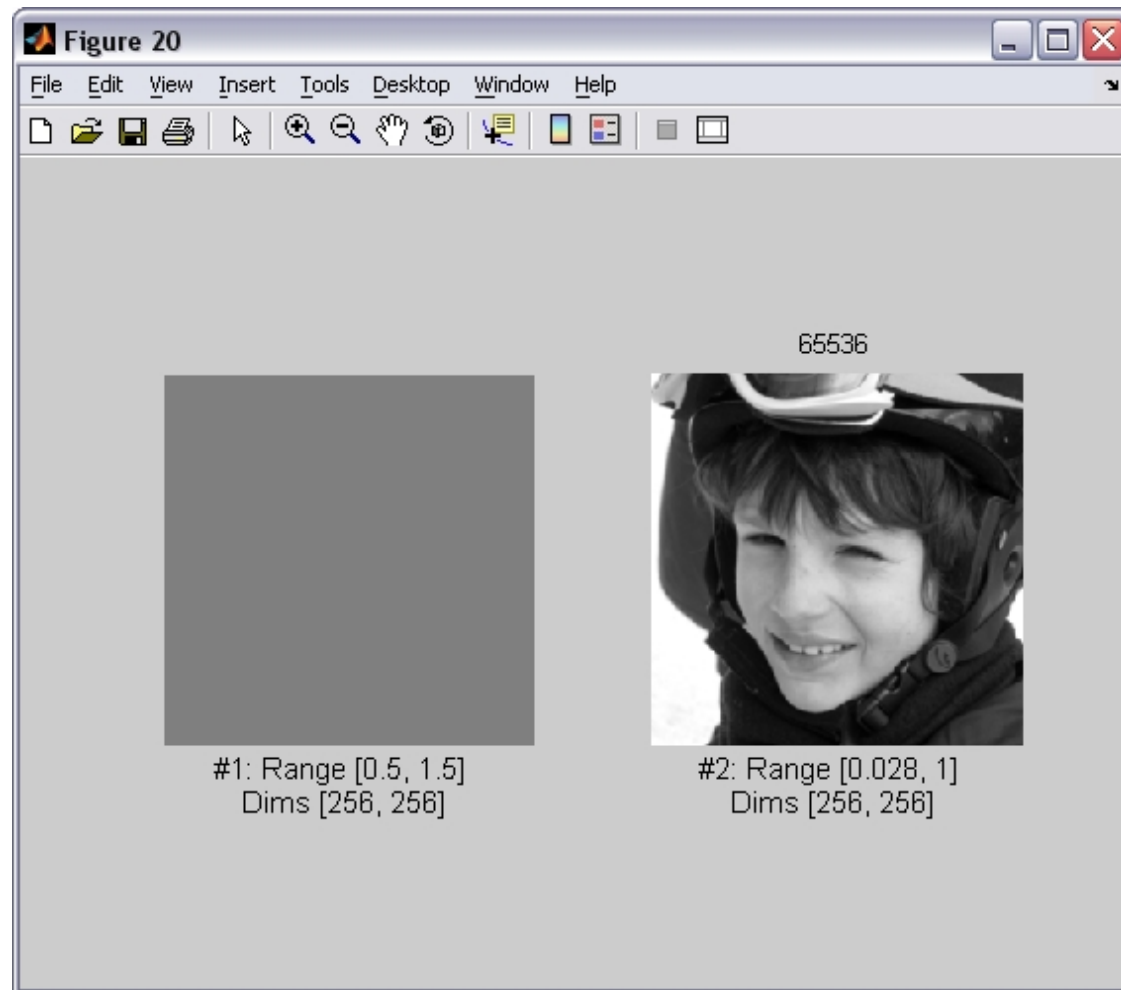 Figure 20
File Edit View Insert Tools Desktop Window Help
65536
#1: Range [0.5, 1.5]
Dims [256, 256]
#2: Range [0.028, 1]
Dims [256, 256]